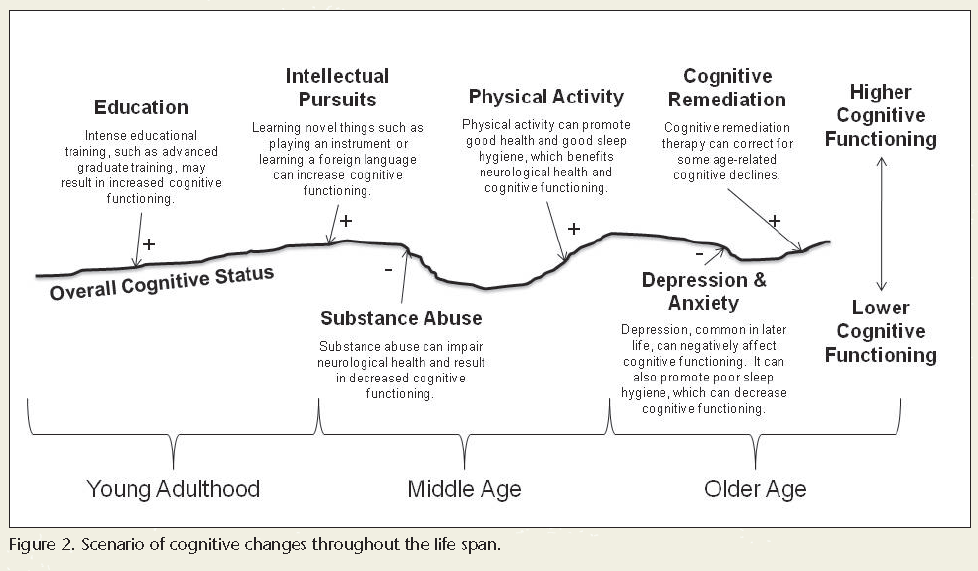 Education
Intense educational
training, such as advanced
graduate training, may
result in increased cognitive
functioning.
+
Intellectual
Pursuits
Learning novel things such as
playing an instrument or
learning a foreign language
can increase cognitive
functioning.
+
Physical Activity
Physical activity can promote
good health and good sleep
hygiene, which benefits
neurological health and
cognitive functioning.
+
Cognitive
Remediation
Cognitive remediation
therapy can correct for
some age-related
cognitive declines.
+
Higher
Cognitive
Functioning
Overall Cognitive Status
-
Substance Abuse
Substance abuse can impair
neurological health and result
in decreased cognitive
functioning.
-
Depression &
Anxiety
Depression, common in later
life, can negatively affect
cognitive functioning. It can
also promote poor sleep
hygiene, which can decrease
cognitive functioning.
Lower
Cognitive
Functioning
Young Adulthood
Middle Age
Older Age
Figure 2. Scenario of cognitive changes throughout the life span.